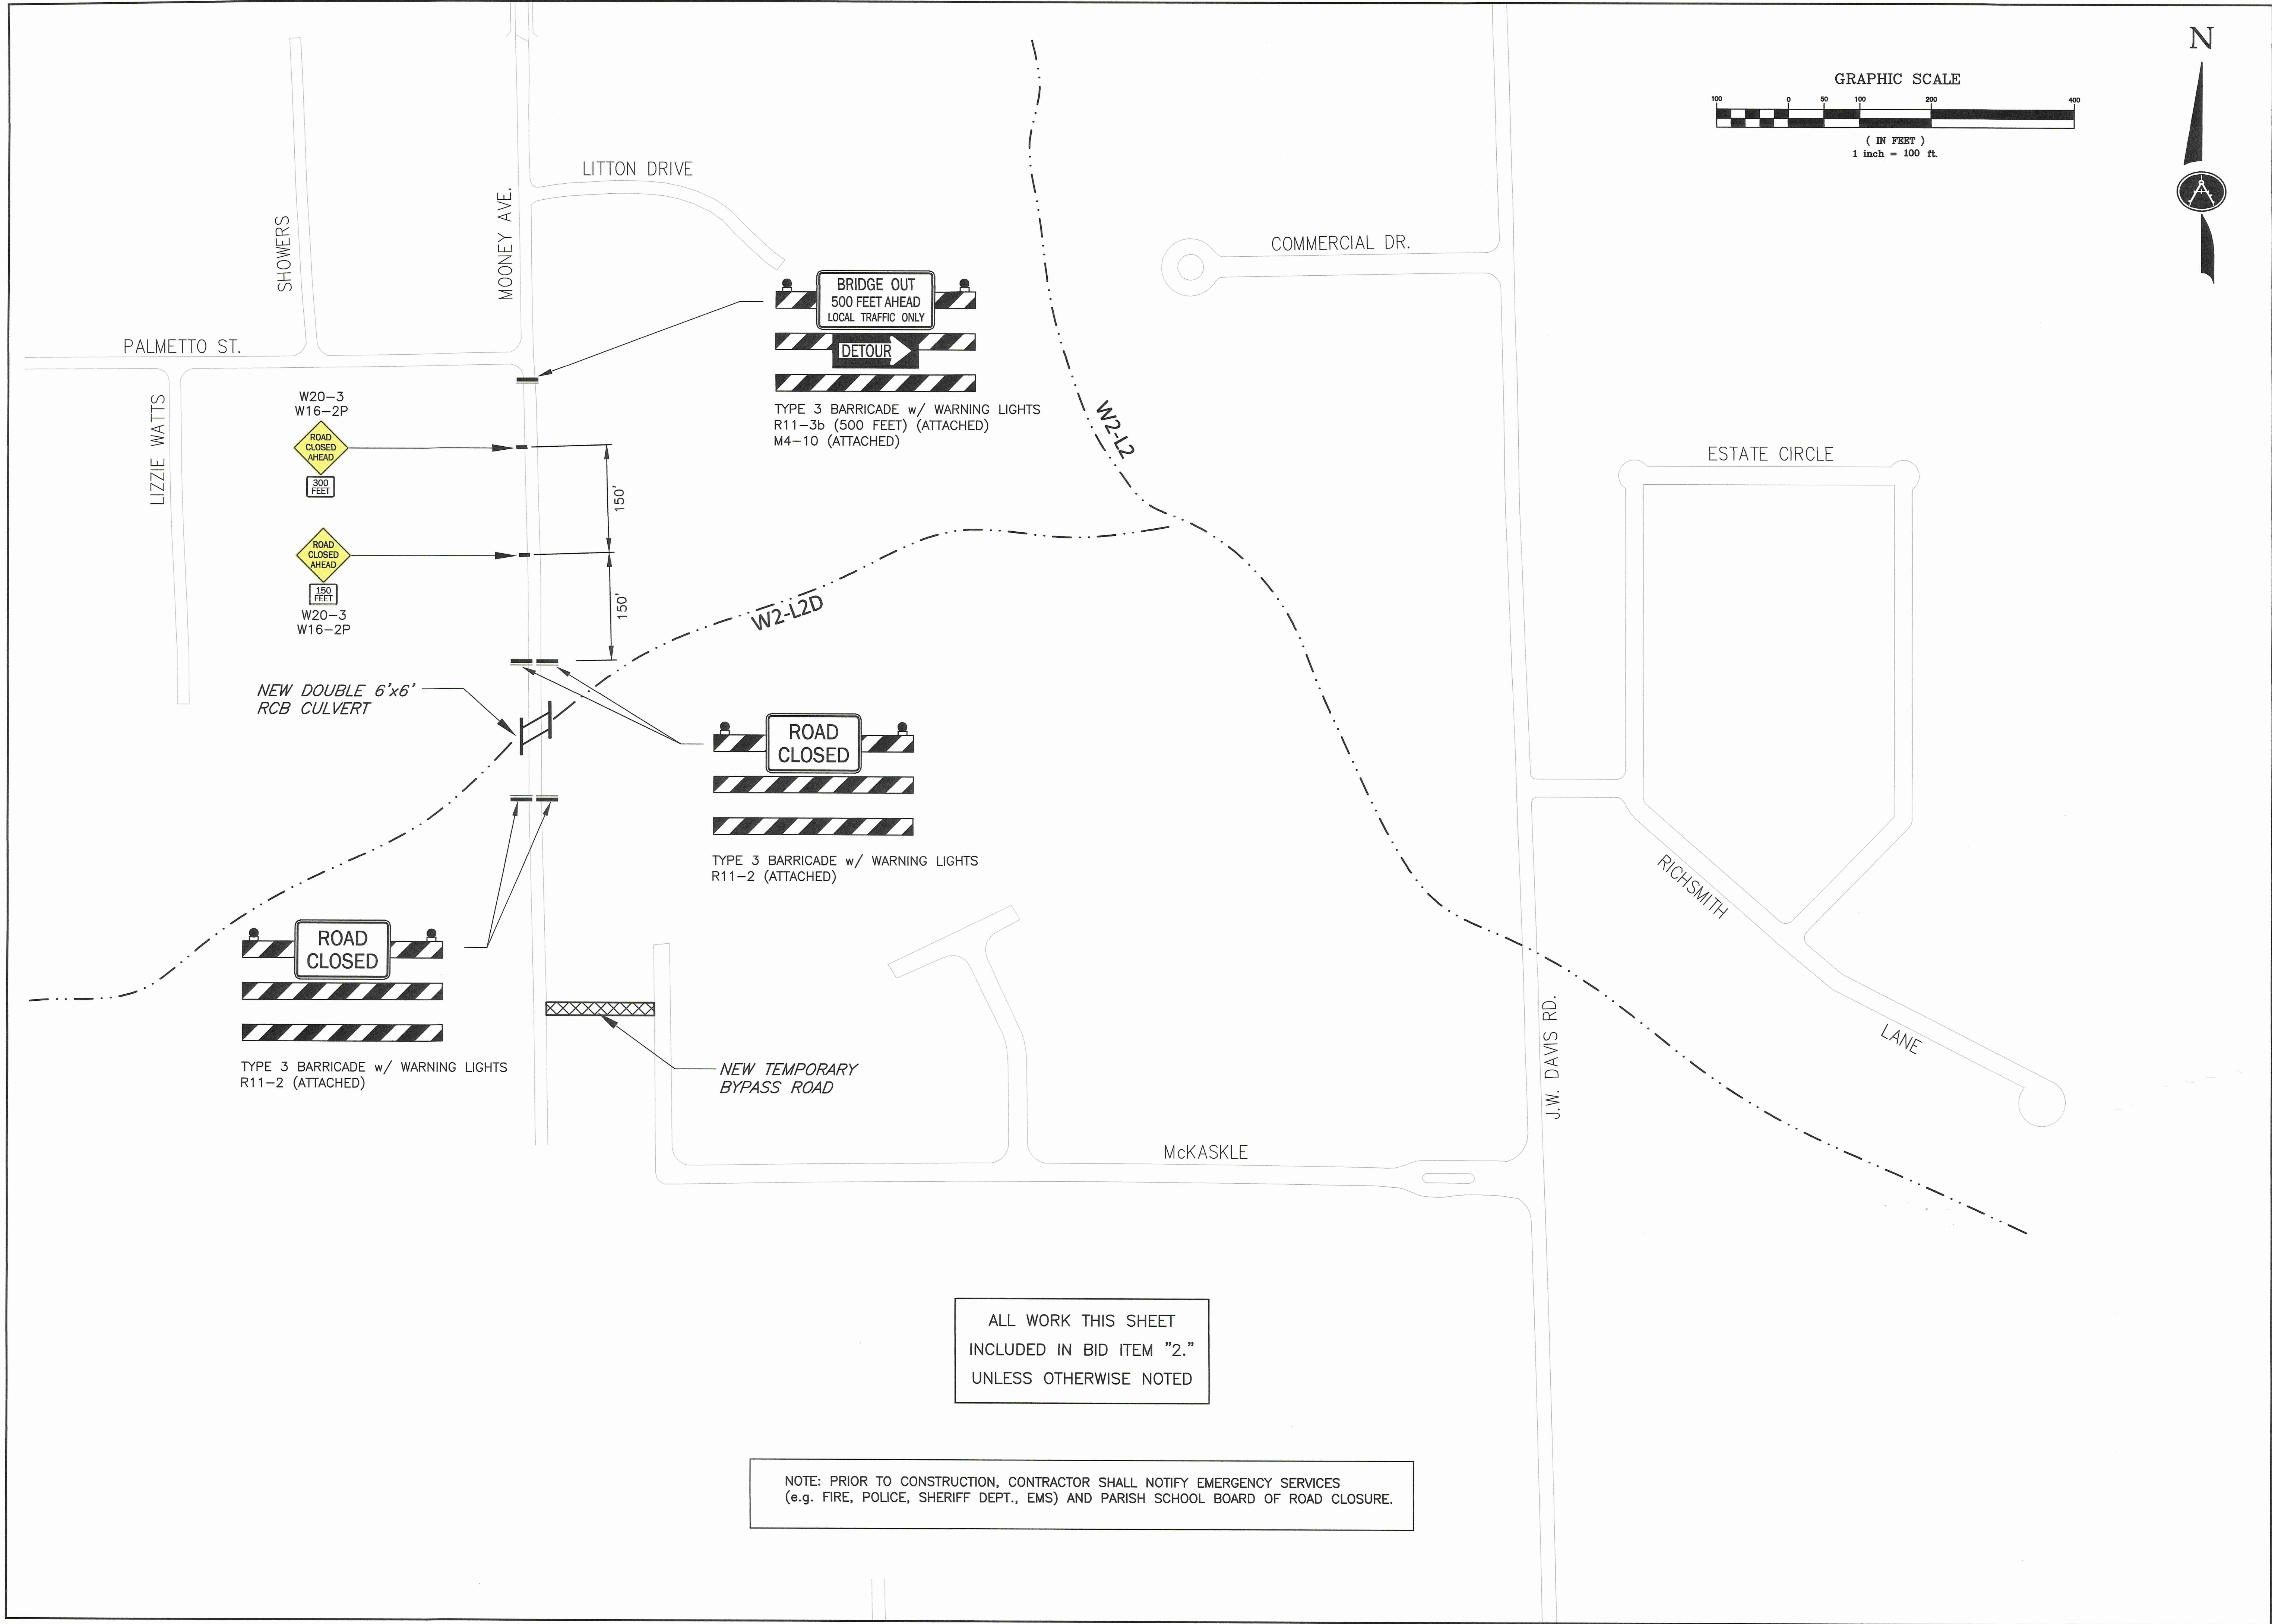 N
GRAPHIC SCALE
100 0 50 100 200 400
( IN FEET )
1 inch = 100 ft.
LITTON DRIVE
SHOWERS
MOONEY AVE.
COMMERCIAL DR.
PALMETTO ST.
LIZZIE WATTS
BRIDGE OUT
500 FEET AHEAD
LOCAL TRAFFIC ONLY
DETOUR
TYPE 3 BARRICADE w/ WARNING LIGHTS
R11-3b (500 FEET) (ATTACHED)
M4-10 (ATTACHED)
W20-3
W16-2P
ROAD
CLOSED
AHEAD
300
FEET
150'
W2-L2
ESTATE CIRCLE
ROAD
CLOSED
AHEAD
150
FEET
W20-3
W16-2P
150'
W2-L2D
NEW DOUBLE 6'x6'
RCB CULVERT
ROAD
CLOSED
TYPE 3 BARRICADE w/ WARNING LIGHTS
R11-2 (ATTACHED)
ROAD
CLOSED
TYPE 3 BARRICADE w/ WARNING LIGHTS
R11-2 (ATTACHED)
NEW TEMPORARY
BYPASS ROAD
RICHSMITH
LANE
J.W. DAVIS RD.
McKASKLE
ALL WORK THIS SHEET
INCLUDED IN BID ITEM "2."
UNLESS OTHERWISE NOTED
NOTE: PRIOR TO CONSTRUCTION, CONTRACTOR SHALL NOTIFY EMERGENCY SERVICES
(e.g. FIRE, POLICE, SHERIFF DEPT., EMS) AND PARISH SCHOOL BOARD OF ROAD CLOSURE.